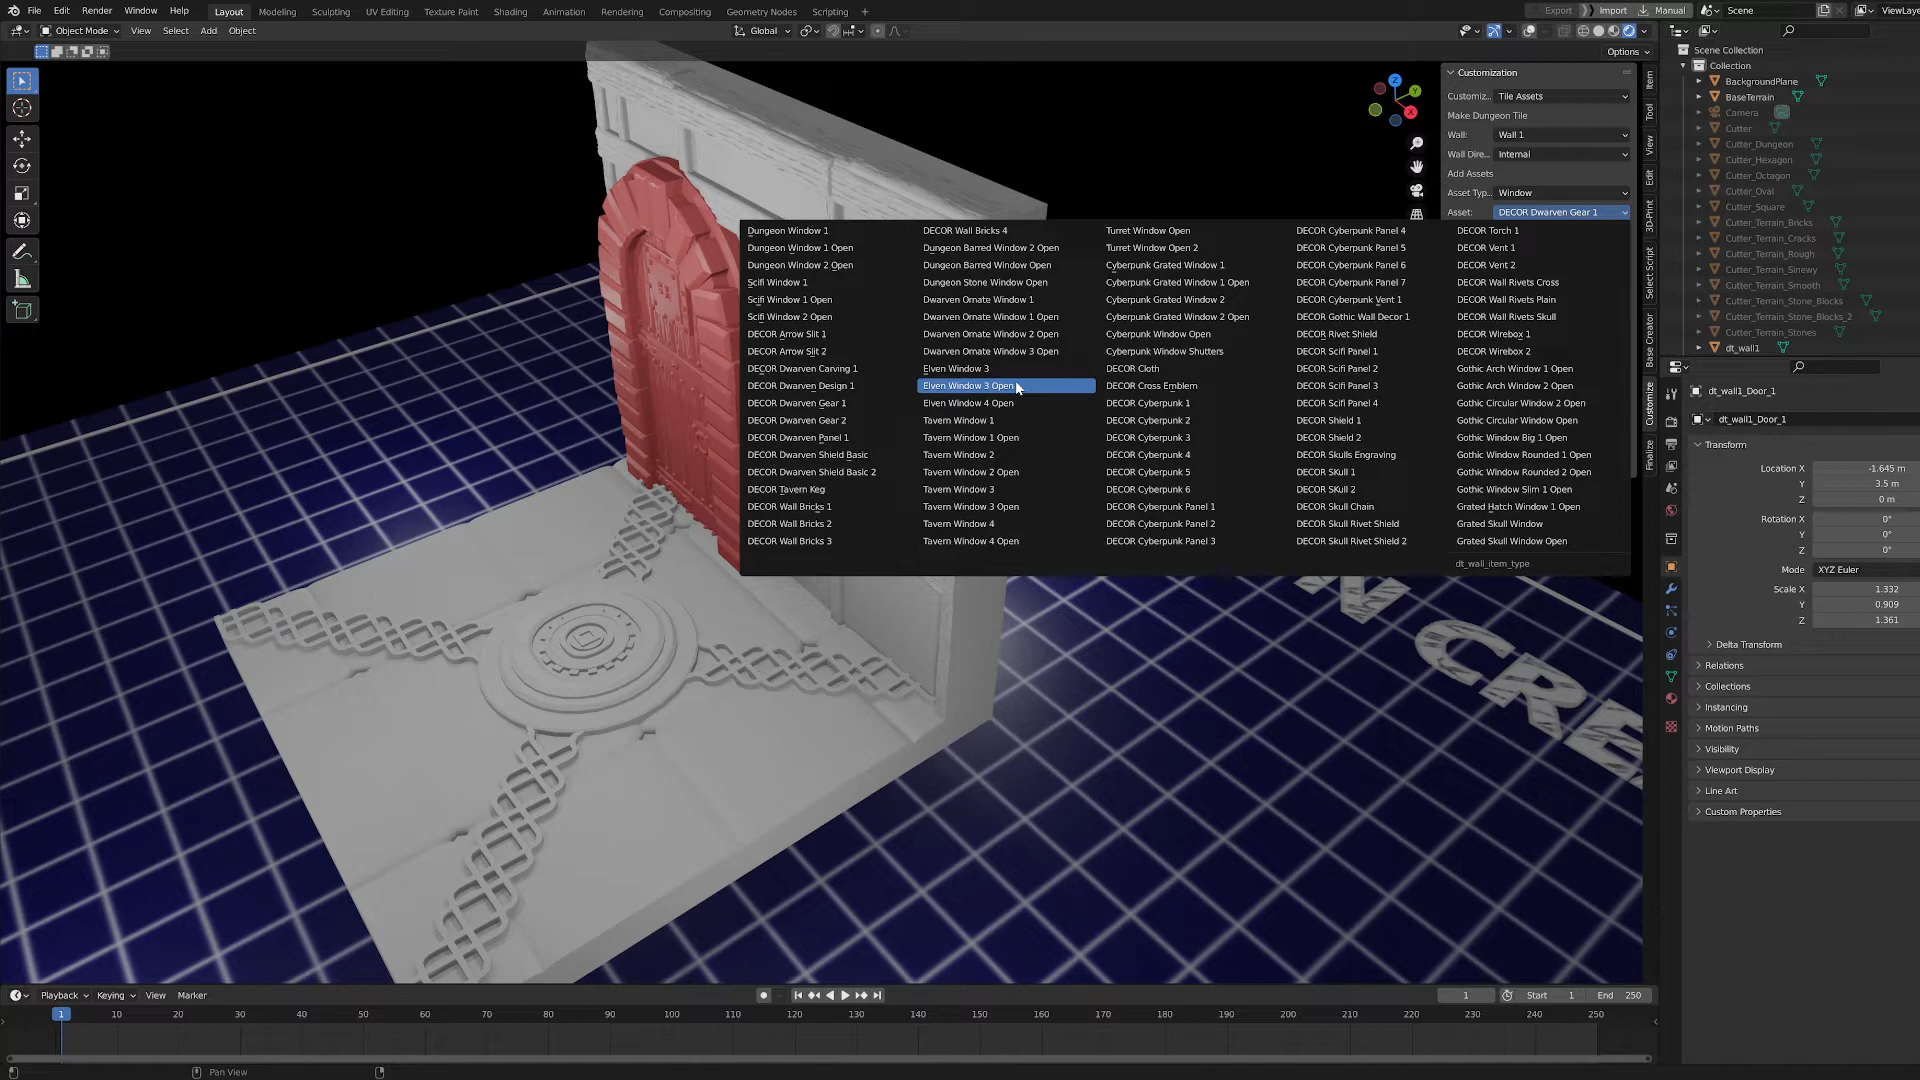 File Edit Render Window Help
Layout Modeling Sculpting UV Editing Texture Paint Shading Animation Rendering Compositing Geometry Nodes Scripting +
Export Import Manual Scene ViewLaye
Object Mode View Select Add Object
Global
Options
Customization
Customiz... Tile Assets
Make Dungeon Tile
Wall: Wall 1
Wall Dire... Internal
Add Assets
Asset Typ... Window
Asset: DECOR Dwarven Gear 1
Item
Tool
View
Edit
3D-Print
Select Script
Base Creator
Customize
Finalize
Z
Y
X
Dungeon Window 1
Dungeon Window 1 Open
Dungeon Window 2 Open
Scifi Window 1
Scifi Window 1 Open
Scifi Window 2 Open
DECOR Arrow Slit 1
DECOR Arrow Slit 2
DECOR Dwarven Carving 1
DECOR Dwarven Design 1
DECOR Dwarven Gear 1
DECOR Dwarven Gear 2
DECOR Dwarven Panel 1
DECOR Dwarven Shield Basic
DECOR Dwarven Shield Basic 2
DECOR Tavern Keg
DECOR Wall Bricks 1
DECOR Wall Bricks 2
DECOR Wall Bricks 3
DECOR Wall Bricks 4
Dungeon Barred Window 2 Open
Dungeon Barred Window Open
Dungeon Stone Window Open
Dwarven Ornate Window 1
Dwarven Ornate Window 1 Open
Dwarven Ornate Window 2 Open
Dwarven Ornate Window 3 Open
Elven Window 3
Elven Window 3 Open
Elven Window 4 Open
Tavern Window 1
Tavern Window 1 Open
Tavern Window 2
Tavern Window 2 Open
Tavern Window 3
Tavern Window 3 Open
Tavern Window 4
Tavern Window 4 Open
Turret Window Open
Turret Window Open 2
Cyberpunk Grated Window 1
Cyberpunk Grated Window 1 Open
Cyberpunk Grated Window 2
Cyberpunk Grated Window 2 Open
Cyberpunk Window Open
Cyberpunk Window Shutters
DECOR Cloth
DECOR Cross Emblem
DECOR Cyberpunk 1
DECOR Cyberpunk 2
DECOR Cyberpunk 3
DECOR Cyberpunk 4
DECOR Cyberpunk 5
DECOR Cyberpunk 6
DECOR Cyberpunk Panel 1
DECOR Cyberpunk Panel 2
DECOR Cyberpunk Panel 3
DECOR Cyberpunk Panel 4
DECOR Cyberpunk Panel 5
DECOR Cyberpunk Panel 6
DECOR Cyberpunk Panel 7
DECOR Cyberpunk Vent 1
DECOR Gothic Wall Decor 1
DECOR Rivet Shield
DECOR Scifi Panel 1
DECOR Scifi Panel 2
DECOR Scifi Panel 3
DECOR Scifi Panel 4
DECOR Shield 1
DECOR Shield 2
DECOR Skulls Engraving
DECOR SKull 1
DECOR SKull 2
DECOR Skull Chain
DECOR Skull Rivet Shield
DECOR Skull Rivet Shield 2
DECOR Torch 1
DECOR Vent 1
DECOR Vent 2
DECOR Wall Rivets Cross
DECOR Wall Rivets Plain
DECOR Wall Rivets Skull
DECOR Wirebox 1
DECOR Wirebox 2
Gothic Arch Window 1 Open
Gothic Arch Window 2 Open
Gothic Circular Window 2 Open
Gothic Circular Window Open
Gothic Window Big 1 Open
Gothic Window Rounded 1 Open
Gothic Window Rounded 2 Open
Gothic Window Slim 1 Open
Grated Hatch Window 1 Open
Grated Skull Window
Grated Skull Window Open
dt_wall_item_type
Scene Collection
Collection
BackgroundPlane
BaseTerrain
Camera
Cutter
Cutter_Dungeon
Cutter_Hexagon
Cutter_Octagon
Cutter_Oval
Cutter_Square
Cutter_Terrain_Bricks
Cutter_Terrain_Cracks
Cutter_Terrain_Rough
Cutter_Terrain_Sinewy
Cutter_Terrain_Smooth
Cutter_Terrain_Stone_Blocks
Cutter_Terrain_Stone_Blocks_2
Cutter_Terrain_Stones
dt_wall1
dt_wall1_Door_1
dt_wall1_Door_1
Transform
Location X -1.645 m
Y 3.5 m
Z 0 m
Rotation X 0°
Y 0°
Z 0°
Mode XYZ Euler
Scale X 1.332
Y 0.909
Z 1.361
Delta Transform
Relations
Collections
Instancing
Motion Paths
Visibility
Viewport Display
Line Art
Custom Properties
N CRE
Playback Keying View Marker
1 Start 1 End 250
1 10 20 30 40 50 60 70 80 90 100 110 120 130 140 150 160 170 180 190 200 210 220 230 240 250
Pan View